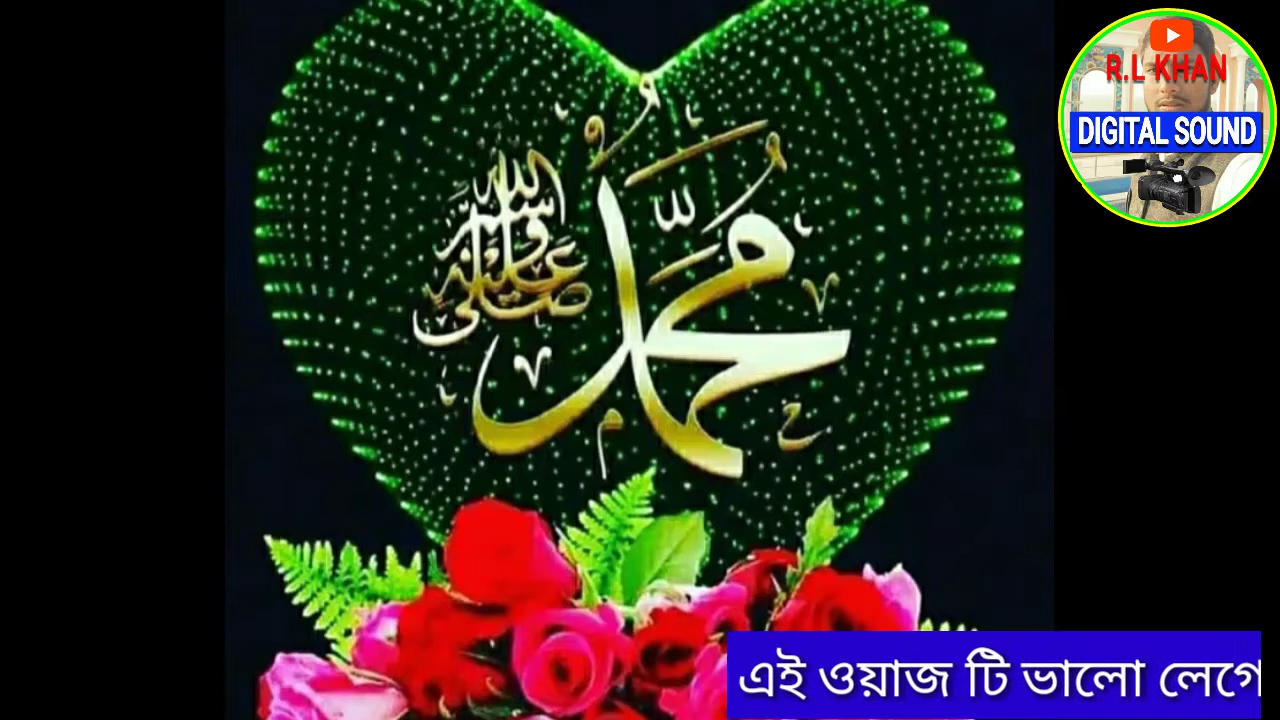 محمد
صلى الله عليه وسلم
R.L KHAN
DIGITAL SOUND
এই ওয়াজ টি ভালো লেগে